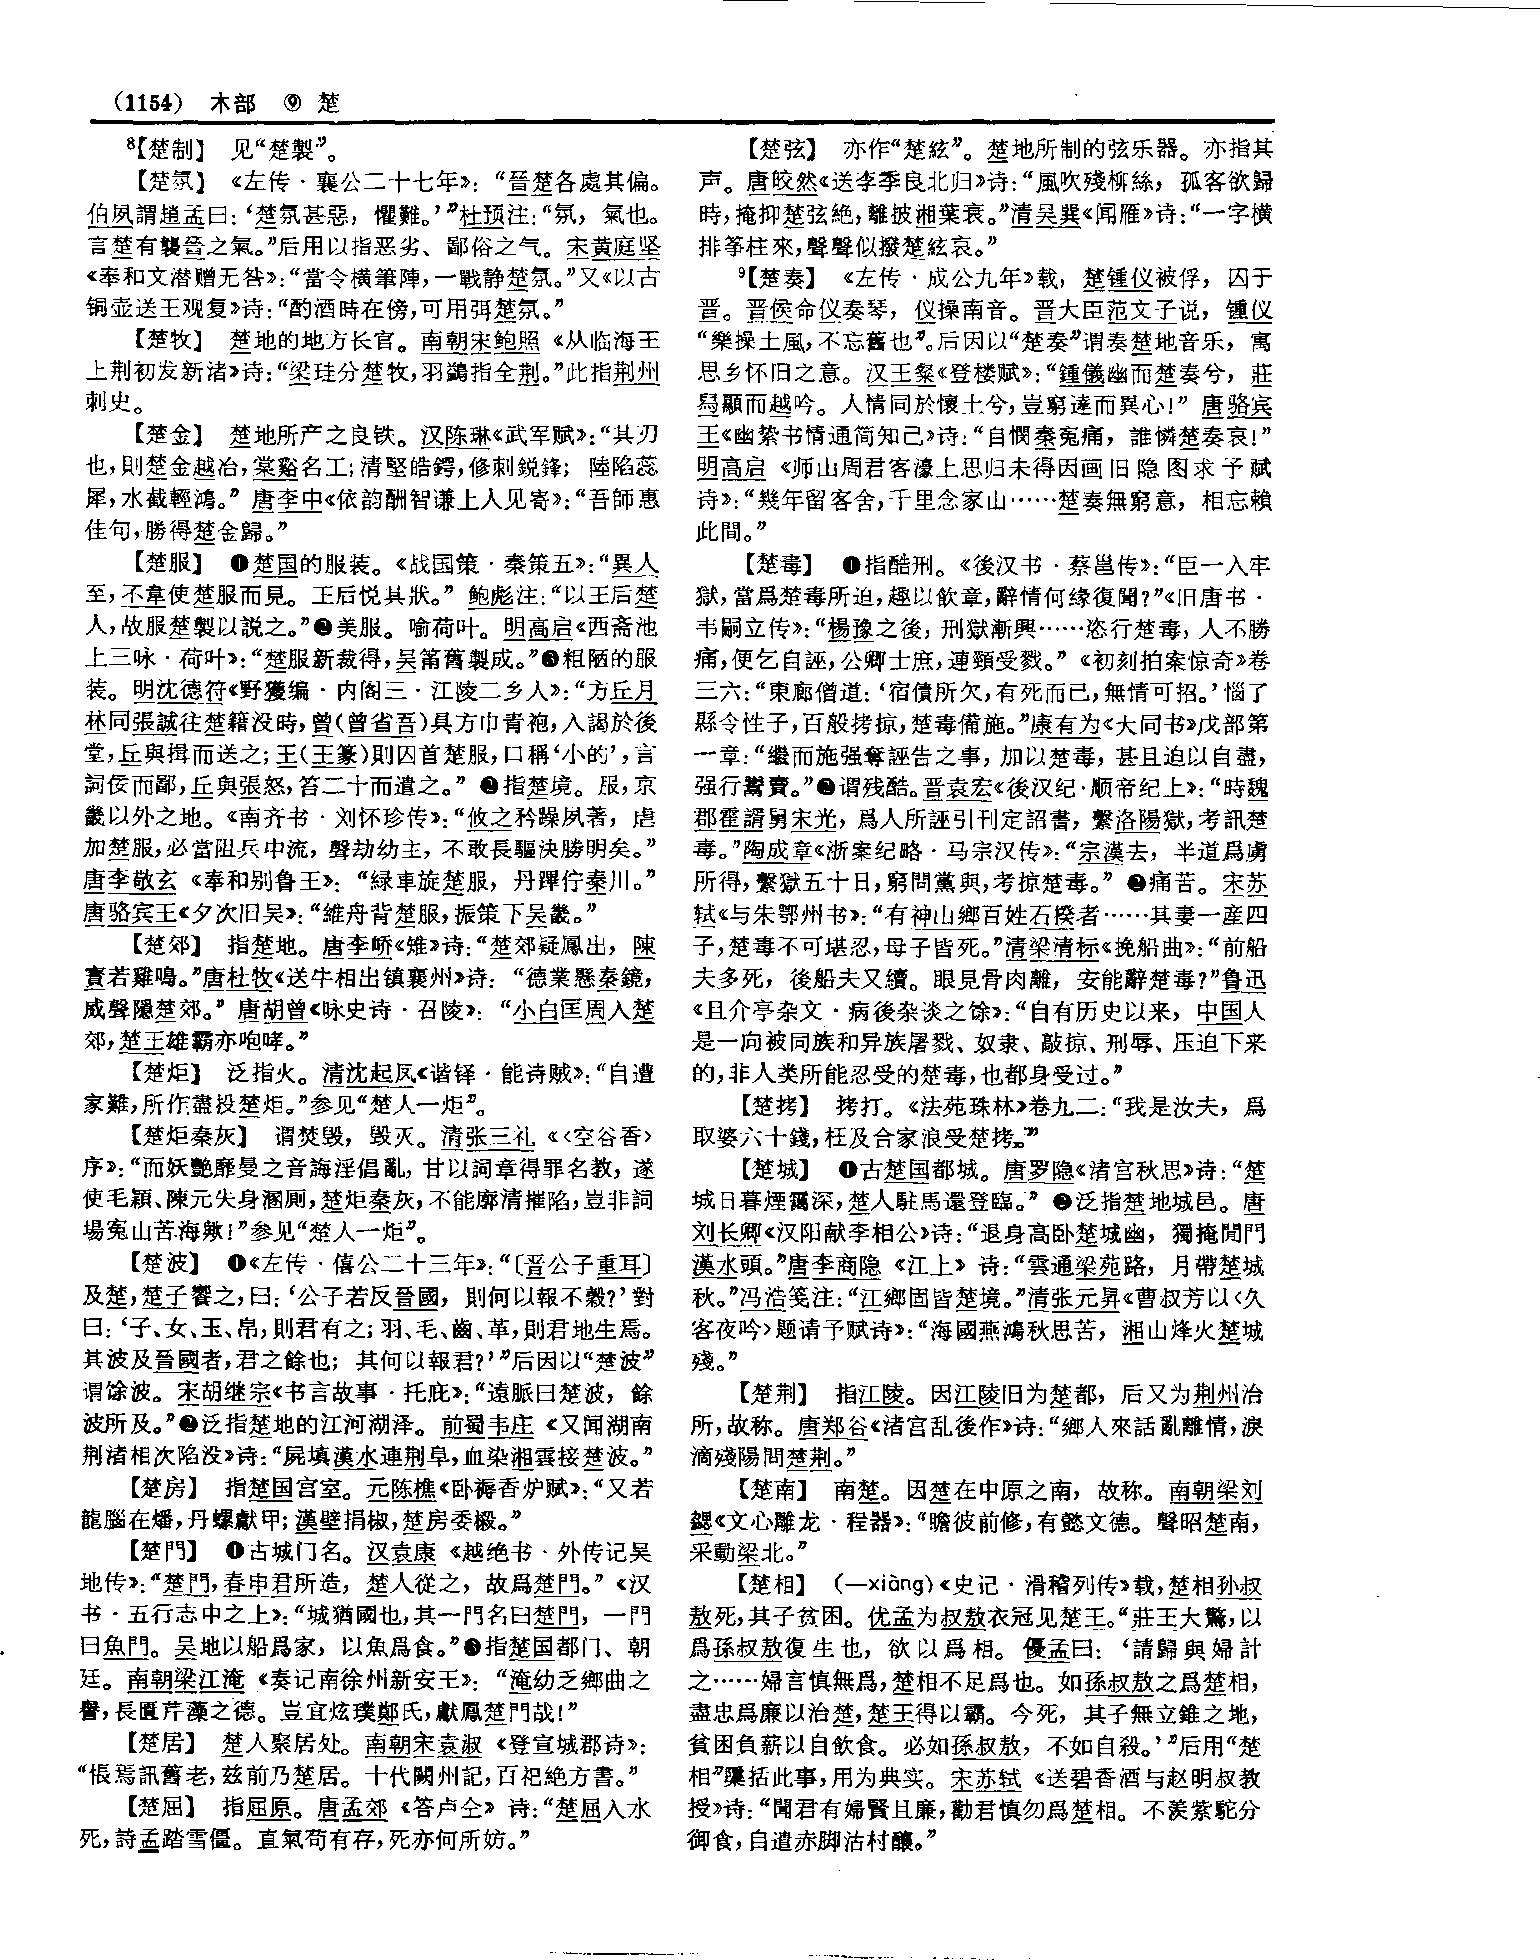 （1154） 木部 ⑨ 楚
⁸【楚制】 见“楚製”。
【楚氛】 《左传·襄公二十七年》：“晉楚各處其偏。
伯夙謂趙孟曰：‘楚氛甚惡，懼難。’”杜预注：“氛，氣也。
言楚有襲晉之氣。”后用以指恶劣、鄙俗之气。宋黄庭坚
《奉和文潜赠无咎》：“當令橫筆陣，一戰静楚氛。”又《以古
铜壶送王观复》诗：“酌酒時在傍，可用弭楚氛。”
【楚牧】 楚地的地方长官。南朝宋鲍照《从临海王
上荆初发新渚》诗：“梁珪分楚牧，羽鷁指全荆。”此指荆州
刺史。
【楚金】 楚地所产之良铁。汉陈琳《武军赋》：“其刃
也，則楚金越冶，棠谿名工；清堅皓鍔，修刺鋭鋒； 陸陷蕊
犀，水截輕鴻。”唐李中《依韵酬智谦上人见寄》：“吾師惠
佳句，勝得楚金歸。”
【楚服】 ❶楚国的服装。《战国策·秦策五》：“異人
至，不韋使楚服而見。王后悦其狀。”鲍彪注：“以王后楚
人，故服楚製以説之。”❷美服。喻荷叶。明高启《西斋池
上三咏·荷叶》：“楚服新裁得，吴筩舊製成。”❸粗陋的服
装。明沈德符《野獲编·内阁三·江陵二乡人》：“方丘月
林同張誠往楚籍没時，曾（曾省吾）具方巾青袍，入謁於後
堂，丘與揖而送之；王（王篆）則囚首楚服，口稱‘小的’，言
詞佞而鄙，丘與張怒，笞二十而遣之。”❷指楚境。服，京
畿以外之地。《南齐书·刘怀珍传》：“攸之矜躁夙著，虐
加楚服，必當阻兵中流，聲劫幼主，不敢長驅決勝明矣。”
唐李敬玄《奉和别鲁王》：“緑車旋楚服，丹蹕佇秦川。”
唐骆宾王《夕次旧吴》：“維舟背楚服，振策下吴畿。”
【楚郊】 指楚地。唐李峤《雉》诗：“楚郊疑鳳出，陳
寶若雞鳴。”唐杜牧《送牛相出镇襄州》诗：“德業懸秦鏡，
威聲隱楚郊。”唐胡曾《咏史诗·召陵》：“小白匡周入楚
郊，楚王雄霸亦咆哮。”
【楚炬】 泛指火。清沈起凤《谐铎·能诗贼》：“自遭
家難，所作盡投楚炬。”参见“楚人一炬”。
【楚炬秦灰】 谓焚毁，毁灭。清张三礼《〈空谷香〉
序》：“而妖艷靡曼之音誨淫倡亂，甘以詞章得罪名教，遂
使毛穎、陳元失身溷厠，楚炬秦灰，不能廓清摧陷，豈非詞
場冤山苦海歟！”参见“楚人一炬”。
【楚波】 ❶《左传·僖公二十三年》：“〔晋公子重耳〕
及楚，楚子饗之，曰：‘公子若反晉國，則何以報不穀？’對
曰：‘子、女、玉、帛，則君有之；羽、毛、齒、革，則君地生焉。
其波及晉國者，君之餘也； 其何以報君？’”后因以“楚波”
谓馀波。宋胡继宗《书言故事·托庇》：“遠脈曰楚波，餘
波所及。”❷泛指楚地的江河湖泽。前蜀韦庄《又闻湖南
荆渚相次陷没》诗：“屍填漢水連荆阜，血染湘雲接楚波。”
【楚房】 指楚国宫室。元陈樵《卧褥香炉赋》：“又若
龍腦在燔，丹螺獻甲；漢壁捐椒，楚房委椴。”
【楚門】 ❶古城门名。汉袁康《越绝书·外传记吴
地传》：“楚門，春申君所造，楚人從之，故爲楚門。”《汉
书·五行志中之上》：“城猶國也，其一門名曰楚門，一門
曰魚門。吴地以船爲家，以魚爲食。”❷指楚国都门、朝
廷。南朝梁江淹《奏记南徐州新安王》：“淹幼乏鄉曲之
譽，長匱芹藻之德。豈宜炫璞鄭氏，獻鳳楚門哉！”
【楚居】 楚人聚居处。南朝宋袁淑《登宣城郡诗》：
“悵焉訊舊老，兹前乃楚居。十代闕州記，百祀絶方書。”
【楚屈】 指屈原。唐孟郊《答卢仝》诗：“楚屈入水
死，詩孟踏雪僵。直氣苟有存，死亦何所妨。”
【楚弦】 亦作“楚絃”。楚地所制的弦乐器。亦指其
声。唐皎然《送李季良北归》诗：“風吹殘柳絲，孤客欲歸
時，掩抑楚弦絶，離披湘葉衰。”清吴巽《闻雁》诗：“一字横
排筝柱來，聲聲似撥楚絃哀。”
⁹【楚奏】 《左传·成公九年》载，楚锺仪被俘，囚于
晋。晋侯命仪奏琴，仪操南音。晋大臣范文子说，锺仪
“樂操土風，不忘舊也”。后因以“楚奏”谓奏楚地音乐，寓
思乡怀旧之意。汉王粲《登楼赋》：“鍾儀幽而楚奏兮，莊
舄顯而越吟。人情同於懷土兮，豈窮達而異心！”唐骆宾
王《幽絷书情通简知己》诗：“自憫秦冤痛，誰憐楚奏哀！”
明高启《师山周君客濠上思归未得因画旧隐图求予赋
诗》：“幾年留客舍，千里念家山……楚奏無窮意，相忘賴
此間。”
【楚毒】 ❶指酷刑。《後汉书·蔡邕传》：“臣一入牢
獄，當爲楚毒所迫，趣以飲章，辭情何緣復聞？”《旧唐书·
韦嗣立传》：“楊豫之後，刑獄漸興……恣行楚毒，人不勝
痛，便乞自誣，公卿士庶，連頸受戮。”《初刻拍案惊奇》卷
三六：“東廊僧道：‘宿債所欠，有死而已，無情可招。’惱了
縣令性子，百般拷掠，楚毒備施。”康有为《大同书》戊部第
一章：“繼而施强奪誣告之事，加以楚毒，甚且迫以自盡，
强行鬻賣。”❷谓残酷。晋袁宏《後汉纪·顺帝纪上》：“時魏
郡霍諝舅宋光，爲人所誣引刊定詔書，繫洛陽獄，考訊楚
毒。”陶成章《浙案纪略·马宗汉传》：“宗漢去，半道爲虜
所得，繫獄五十日，窮問黨與，考掠楚毒。”❸痛苦。宋苏
轼《与朱鄂州书》：“有神山鄉百姓石揆者……其妻一産四
子，楚毒不可堪忍，母子皆死。”清梁清标《挽船曲》：“前船
夫多死，後船夫又續。眼見骨肉離，安能辭楚毒？”鲁迅
《且介亭杂文·病後杂谈之馀》：“自有历史以来，中国人
是一向被同族和异族屠戮、奴隶、敲掠、刑辱、压迫下来
的，非人类所能忍受的楚毒，也都身受过。”
【楚拷】 拷打。《法苑珠林》卷九二：“我是汝夫，爲
取婆六十錢，枉及合家浪受楚拷。”
【楚城】 ❶古楚国都城。唐罗隐《渚宫秋思》诗：“楚
城日暮煙靄深，楚人駐馬還登臨。”❷泛指楚地城邑。唐
刘长卿《汉阳献李相公》诗：“退身高卧楚城幽，獨掩閒門
漢水頭。”唐李商隐《江上》诗：“雲通梁苑路，月帶楚城
秋。”冯浩笺注：“江鄉固皆楚境。”清张元昇《曹叔芳以〈久
客夜吟〉题请予赋诗》：“海國燕鴻秋思苦，湘山烽火楚城
殘。”
【楚荆】 指江陵。因江陵旧为楚都，后又为荆州治
所，故称。唐郑谷《渚宫乱後作》诗：“鄉人來話亂離情，淚
滴殘陽問楚荆。”
【楚南】 南楚。因楚在中原之南，故称。南朝梁刘
勰《文心雕龙·程器》：“瞻彼前修，有懿文德。聲昭楚南，
采動梁北。”
【楚相】 （—xiàng）《史记·滑稽列传》载，楚相孙叔
敖死，其子贫困。优孟为叔敖衣冠见楚王。“莊王大驚，以
爲孫叔敖復生也，欲以爲相。優孟曰：‘請歸與婦計
之……婦言慎無爲，楚相不足爲也。如孫叔敖之爲楚相，
盡忠爲廉以治楚，楚王得以霸。今死，其子無立錐之地，
貧困負薪以自飲食。必如孫叔敖，不如自殺。’”后用“楚
相”檃括此事，用为典实。宋苏轼《送碧香酒与赵明叔教
授》诗：“聞君有婦賢且廉，勸君慎勿爲楚相。不羡紫駝分
御食，自遣赤脚沽村釀。”